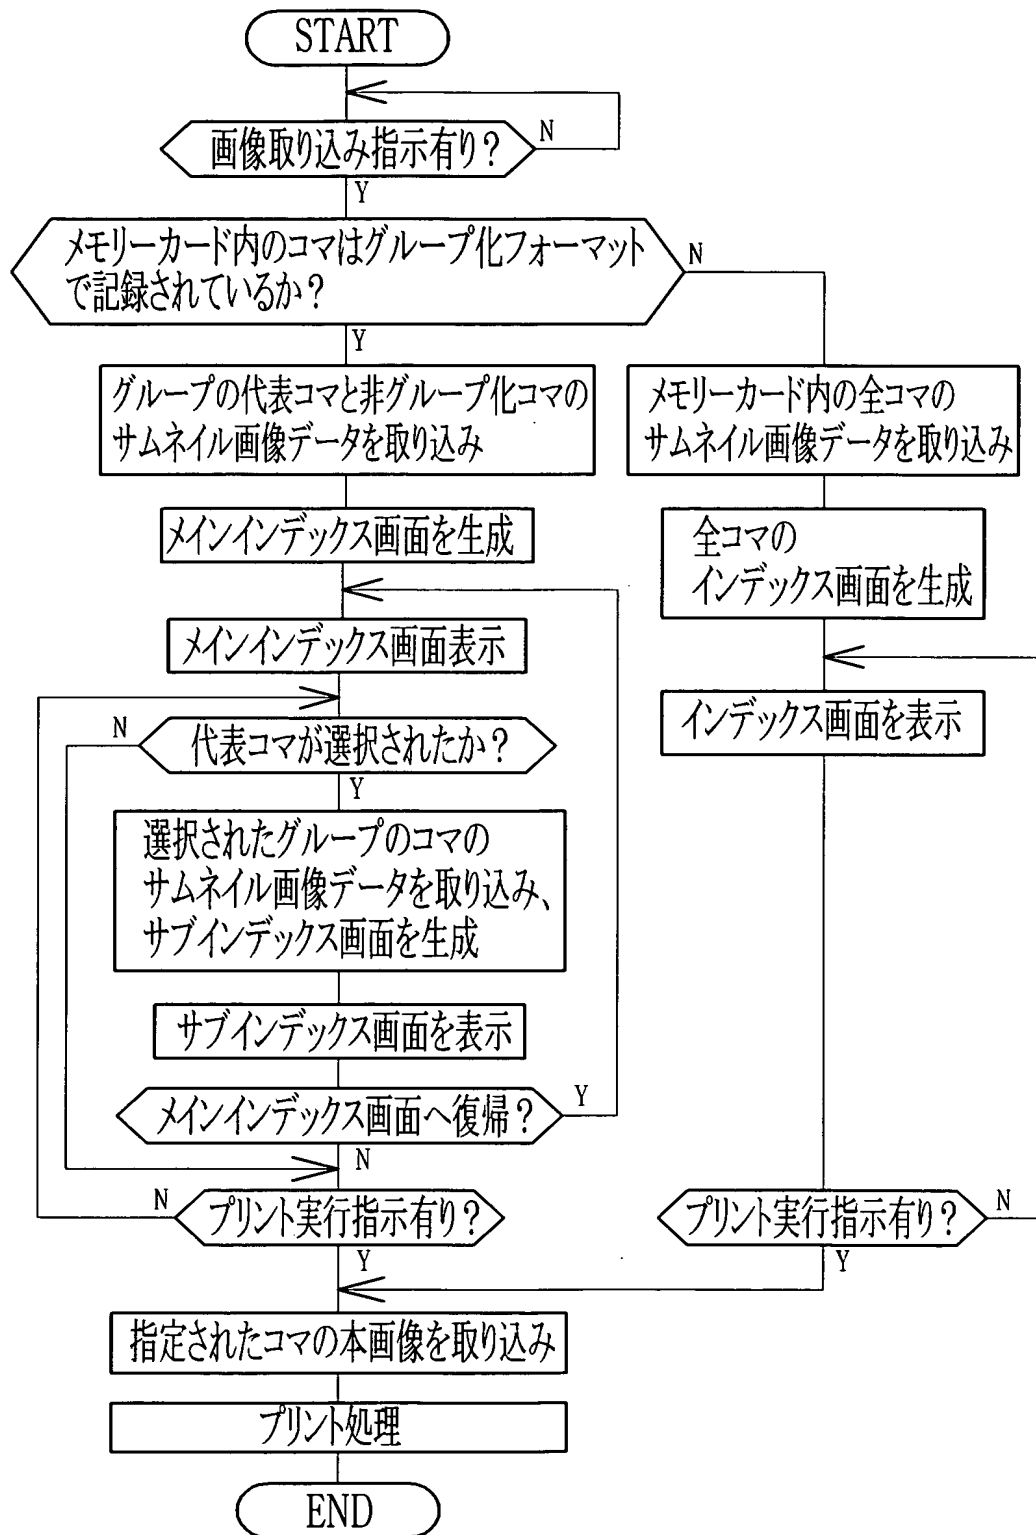 START
画像取り込み指示有り？
N
Y
メモリーカード内のコマはグループ化フォーマット
で記録されているか？
N
Y
グループの代表コマと非グループ化コマの
サムネイル画像データを取り込み
メモリーカード内の全コマの
サムネイル画像データを取り込み
メインインデックス画面を生成
全コマの
インデックス画面を生成
メインインデックス画面表示
インデックス画面を表示
N
代表コマが選択されたか？
Y
選択されたグループのコマの
サムネイル画像データを取り込み、
サブインデックス画面を生成
サブインデックス画面を表示
メインインデックス画面へ復帰？
Y
N
N
プリント実行指示有り？
Y
プリント実行指示有り？
N
Y
指定されたコマの本画像を取り込み
プリント処理
END